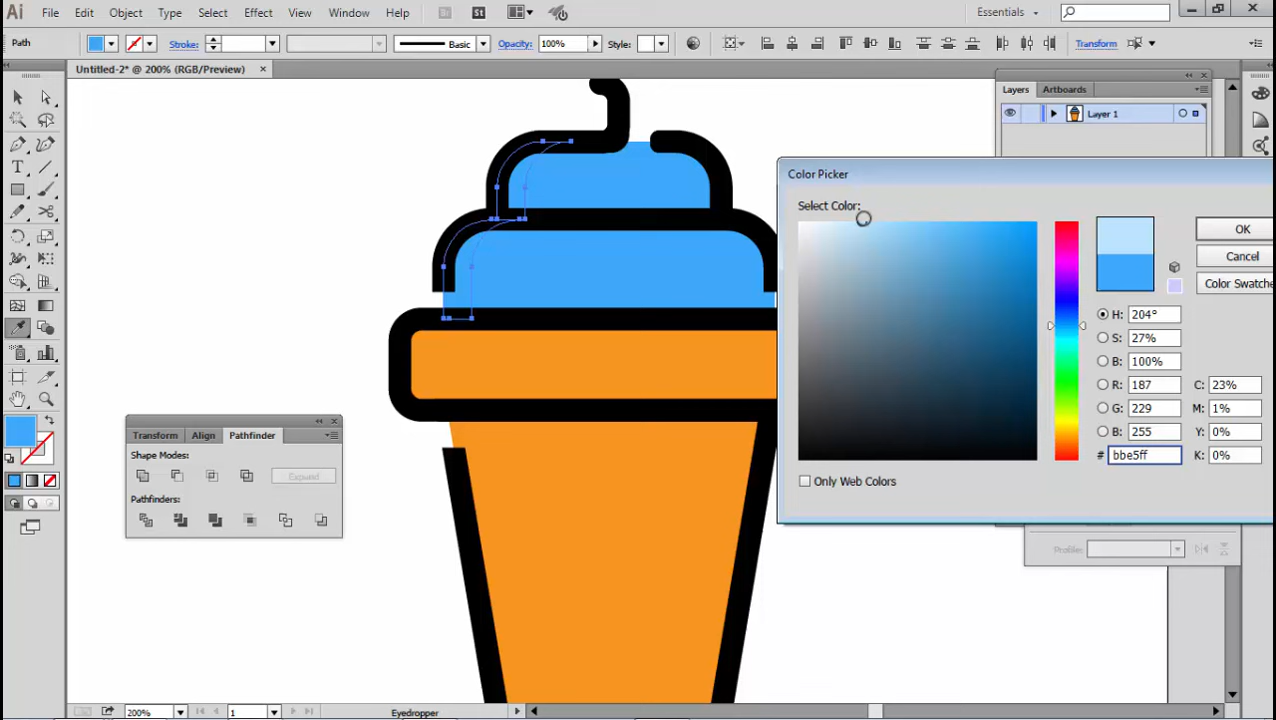 Ai File Edit Object Type Select Effect View Window Help Br St Essentials
Path Stroke: Basic Opacity: 100% Style: Transform
Untitled-2* @ 200% (RGB/Preview) ×
Layers Artboards
Layer 1
Color Picker
Select Color:
OK
Cancel
Color Swatche
H: 204°
S: 27%
B: 100%
R: 187 C: 23%
G: 229 M: 1%
B: 255 Y: 0%
# bbe5ff K: 0%
Only Web Colors
Transform Align Pathfinder
Shape Modes:
Expand
Pathfinders:
Profile:
200% 1 Eyedropper